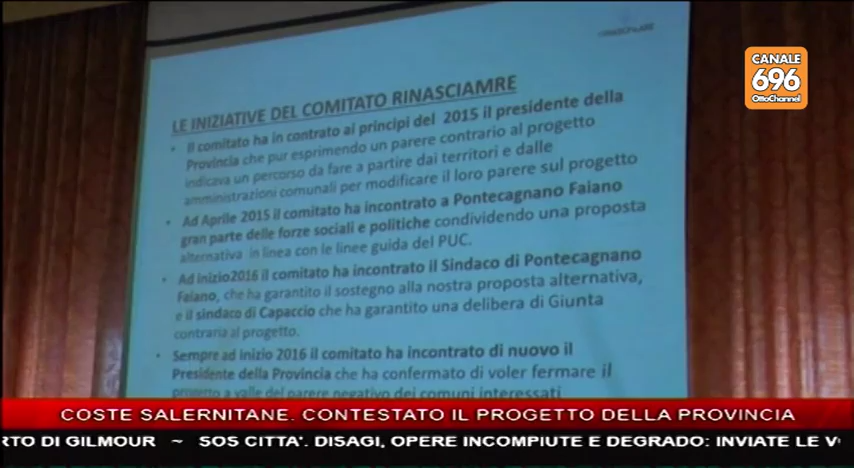 CANALE
696
OttoChannel
LE INIZIATIVE DEL COMITATO RINASCIAMRE
• Il comitato ha in contrato ai principi del 2015 il presidente della
Provincia che pur esprimendo un parere contrario al progetto
indicava un percorso da fare a partire dai territori e dalle
amministrazioni comunali per modificare il loro parere sul progetto
• Ad Aprile 2015 il comitato ha incontrato a Pontecagnano Faiano
gran parte delle forze sociali e politiche condividendo una proposta
alternativa in linea con le linee guida del PUC.
• Ad inizio2016 il comitato ha incontrato il Sindaco di Pontecagnano
Faiano, che ha garantito il sostegno alla nostra proposta alternativa,
e il sindaco di Capaccio che ha garantito una delibera di Giunta
contraria al progetto.
• Sempre ad inizio 2016 il comitato ha incontrato di nuovo il
Presidente della Provincia che ha confermato di voler fermare il
progetto a valle del parere negativo dei comuni interessati
COSTE SALERNITANE. CONTESTATO IL PROGETTO DELLA PROVINCIA
RTO DI GILMOUR ~ SOS CITTA'. DISAGI, OPERE INCOMPIUTE E DEGRADO: INVIATE LE V